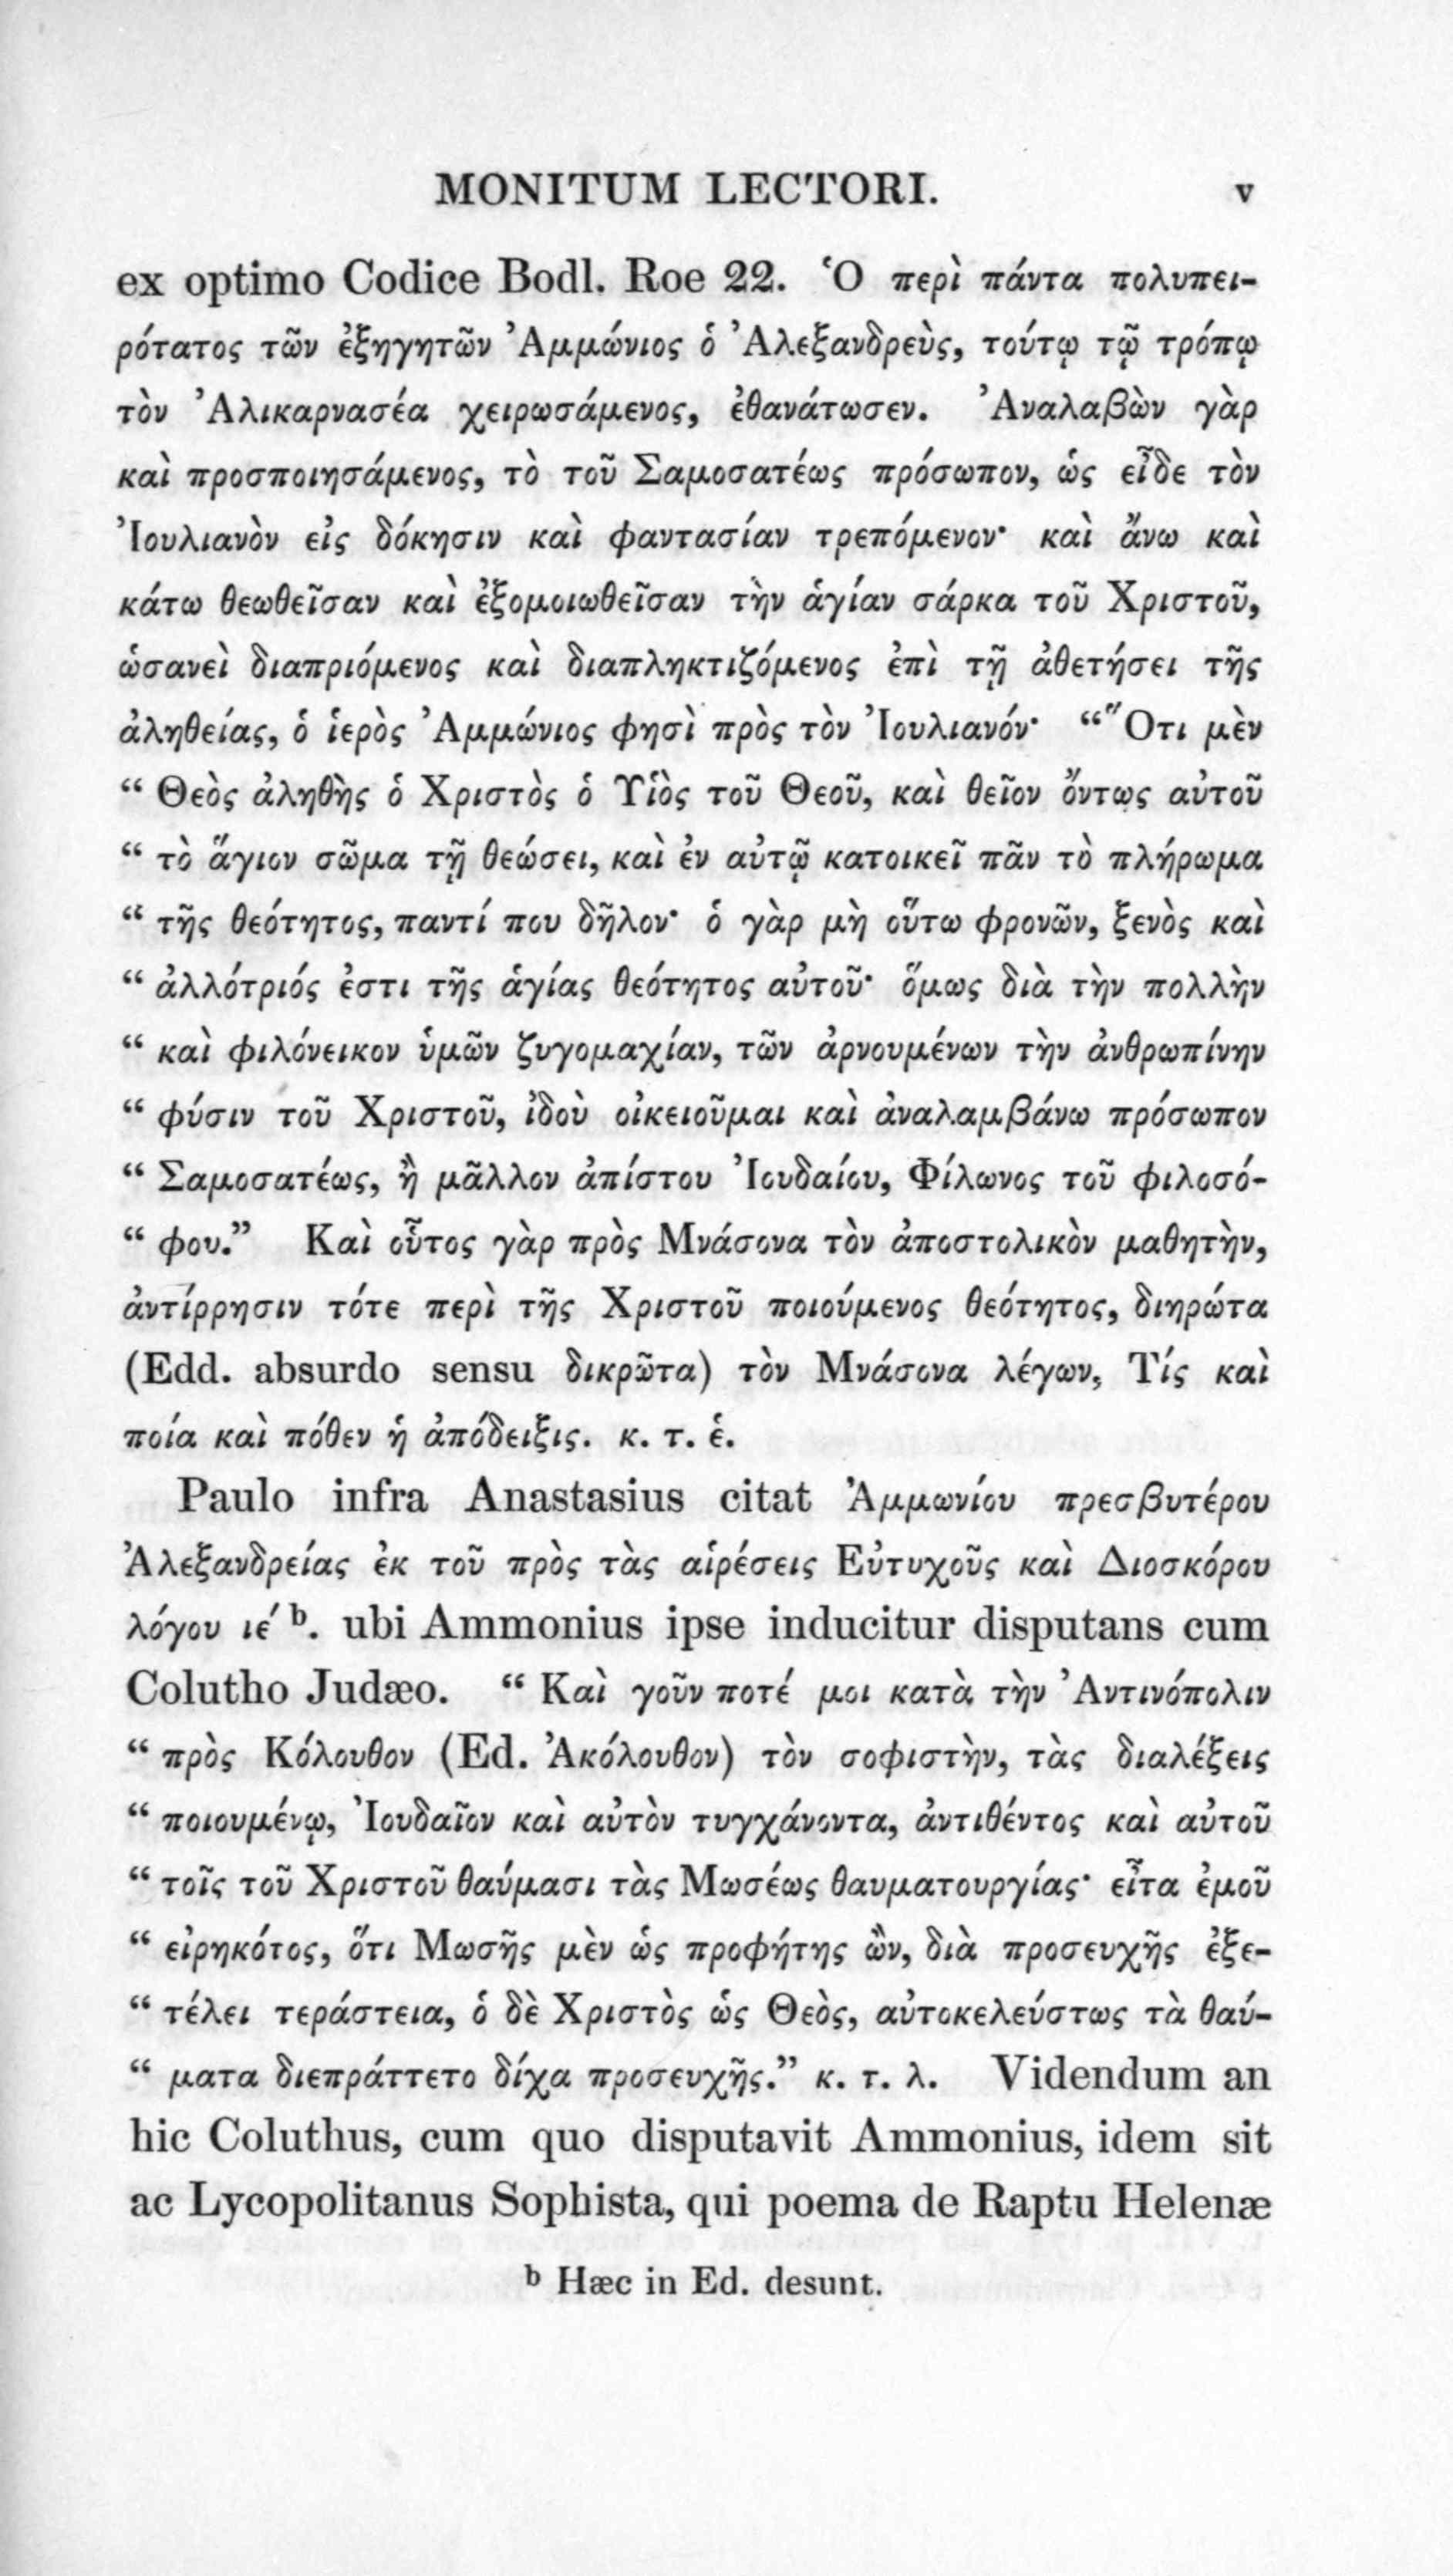 MONITUM LECTORI. v
ex optimo Codice Bodl. Roe 22. Ὁ περὶ πάντα πολυπει-
ρότατος τῶν ἐξηγητῶν Ἀμμώνιος ὁ Ἀλεξανδρεὺς, τούτῳ τῷ τρόπῳ
τὸν Ἀλικαρνασέα χειρωσάμενος, ἐθανάτωσεν. Ἀναλαβὼν γὰρ
καὶ προσποιησάμενος, τὸ τοῦ Σαμοσατέως πρόσωπον, ὡς εἶδε τὸν
Ἰουλιανὸν εἰς δόκησιν καὶ φαντασίαν τρεπόμενον· καὶ ἄνω καὶ
κάτω θεωθεῖσαν καὶ ἐξομοιωθεῖσαν τὴν ἁγίαν σάρκα τοῦ Χριστοῦ,
ὡσανεὶ διαπριόμενος καὶ διαπληκτιζόμενος ἐπὶ τῇ ἀθετήσει τῆς
ἀληθείας, ὁ ἱερὸς Ἀμμώνιος φησὶ πρὸς τὸν Ἰουλιανόν· “Ὅτι μὲν
“ Θεὸς ἀληθὴς ὁ Χριστὸς ὁ Υἱὸς τοῦ Θεοῦ, καὶ θεῖον ὄντως αὐτοῦ
“ τὸ ἅγιον σῶμα τῇ θεώσει, καὶ ἐν αὐτῷ κατοικεῖ πᾶν τὸ πλήρωμα
“ τῆς θεότητος, παντί που δῆλον· ὁ γὰρ μὴ οὕτω φρονῶν, ξενὸς καὶ
“ ἀλλότριός ἐστι τῆς ἁγίας θεότητος αὐτοῦ· ὅμως διὰ τὴν πολλὴν
“ καὶ φιλόνεικον ὑμῶν ζυγομαχίαν, τῶν ἀρνουμένων τὴν ἀνθρωπίνην
“ φύσιν τοῦ Χριστοῦ, ἰδοὺ οἰκειοῦμαι καὶ ἀναλαμβάνω πρόσωπον
“ Σαμοσατέως, ἢ μᾶλλον ἀπίστου Ἰουδαίου, Φίλωνος τοῦ φιλοσό-
“ φου.” Καὶ οὗτος γὰρ πρὸς Μνάσονα τὸν ἀποστολικὸν μαθητὴν,
ἀντίρρησιν τότε περὶ τῆς Χριστοῦ ποιούμενος θεότητος, διηρώτα
(Edd. absurdo sensu δικρῶτα) τὸν Μνάσονα λέγων, Τίς καὶ
ποία καὶ πόθεν ἡ ἀπόδειξις. κ. τ. ἑ.
Paulo infra Anastasius citat Ἀμμωνίου πρεσβυτέρου
Ἀλεξανδρείας ἐκ τοῦ πρὸς τὰς αἱρέσεις Εὐτυχοῦς καὶ Διοσκόρου
λόγου ιέ b. ubi Ammonius ipse inducitur disputans cum
Colutho Judæo. “ Καὶ γοῦν ποτέ μοι κατὰ τὴν Ἀντινόπολιν
“ πρὸς Κόλουθον (Ed. Ἀκόλουθον) τὸν σοφιστὴν, τὰς διαλέξεις
“ ποιουμένῳ, Ἰουδαῖον καὶ αὐτὸν τυγχάνοντα, ἀντιθέντος καὶ αὐτοῦ
“ τοῖς τοῦ Χριστοῦ θαύμασι τὰς Μωσέως θαυματουργίας· εἶτα ἐμοῦ
“ εἰρηκότος, ὅτι Μωσῆς μὲν ὡς προφήτης ὢν, διὰ προσευχῆς ἐξε-
“ τέλει τεράστεια, ὁ δὲ Χριστὸς ὡς Θεὸς, αὐτοκελεύστως τὰ θαύ-
“ ματα διεπράττετο δίχα προσευχῆς.” κ. τ. λ. Videndum an
hic Coluthus, cum quo disputavit Ammonius, idem sit
ac Lycopolitanus Sophista, qui poema de Raptu Helenæ
b Hæc in Ed. desunt.